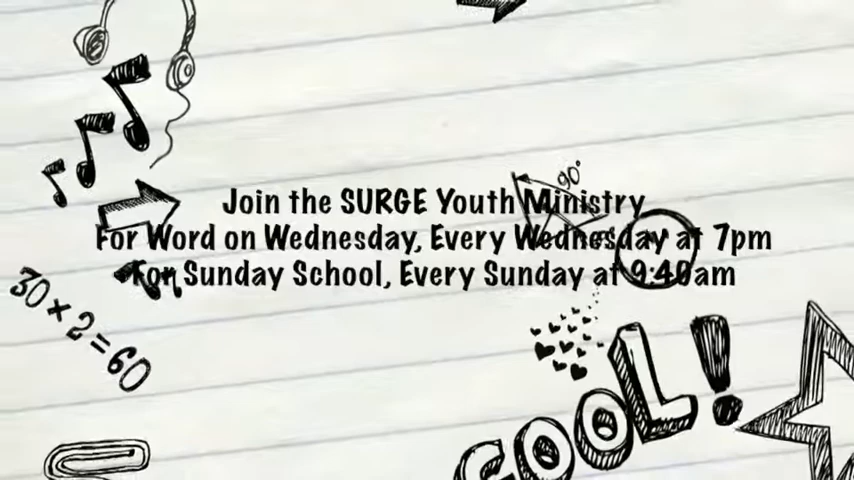 90°
Join the SURGE Youth Ministry
For Word on Wednesday, Every Wednesday at 7pm
For Sunday School, Every Sunday at 9:40am
30 x 2 = 60
COOL!